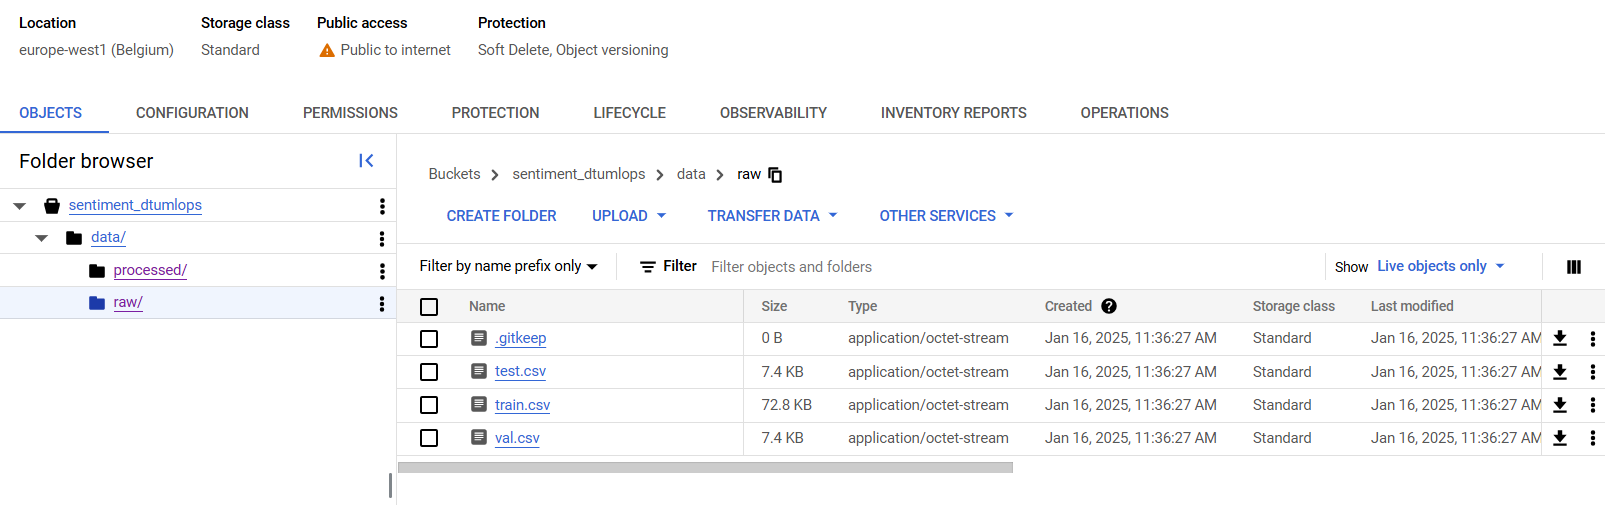 Location Storage class Public access Protection
europe-west1 (Belgium) Standard Public to internet Soft Delete, Object versioning
OBJECTS CONFIGURATION PERMISSIONS PROTECTION LIFECYCLE OBSERVABILITY INVENTORY REPORTS OPERATIONS
Folder browser
sentiment_dtumlops
data/
processed/
raw/
Buckets sentiment_dtumlops data raw
CREATE FOLDER UPLOAD TRANSFER DATA OTHER SERVICES
Filter by name prefix only Filter Filter objects and folders Show Live objects only
Name Size Type Created Storage class Last modified
.gitkeep 0 B application/octet-stream Jan 16, 2025, 11:36:27 AM Standard Jan 16, 2025, 11:36:27 AM
test.csv 7.4 KB application/octet-stream Jan 16, 2025, 11:36:27 AM Standard Jan 16, 2025, 11:36:27 AM
train.csv 72.8 KB application/octet-stream Jan 16, 2025, 11:36:27 AM Standard Jan 16, 2025, 11:36:27 AM
val.csv 7.4 KB application/octet-stream Jan 16, 2025, 11:36:27 AM Standard Jan 16, 2025, 11:36:27 AM